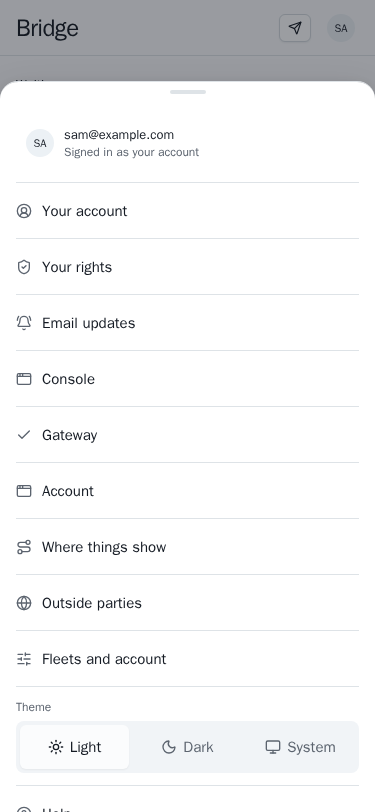 Bridge
SA
SA
sam@example.com
Signed in as your account
Your account
Your rights
Email updates
Console
Gateway
Account
Where things show
Outside parties
Fleets and account
Theme
Light
Dark
System
Help